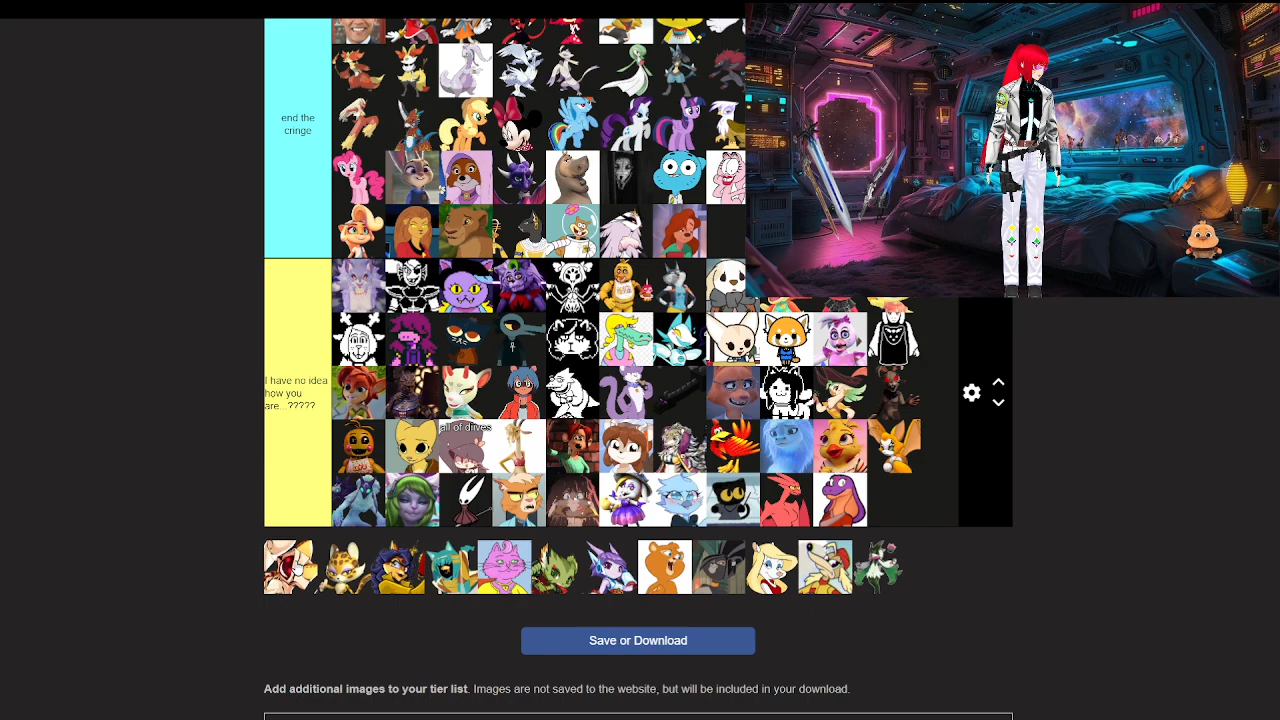 end the
cringe
I have no idea
how you
are...?????
all of drives
Save or Download
Add additional images to your tier list. Images are not saved to the website, but will be included in your download.